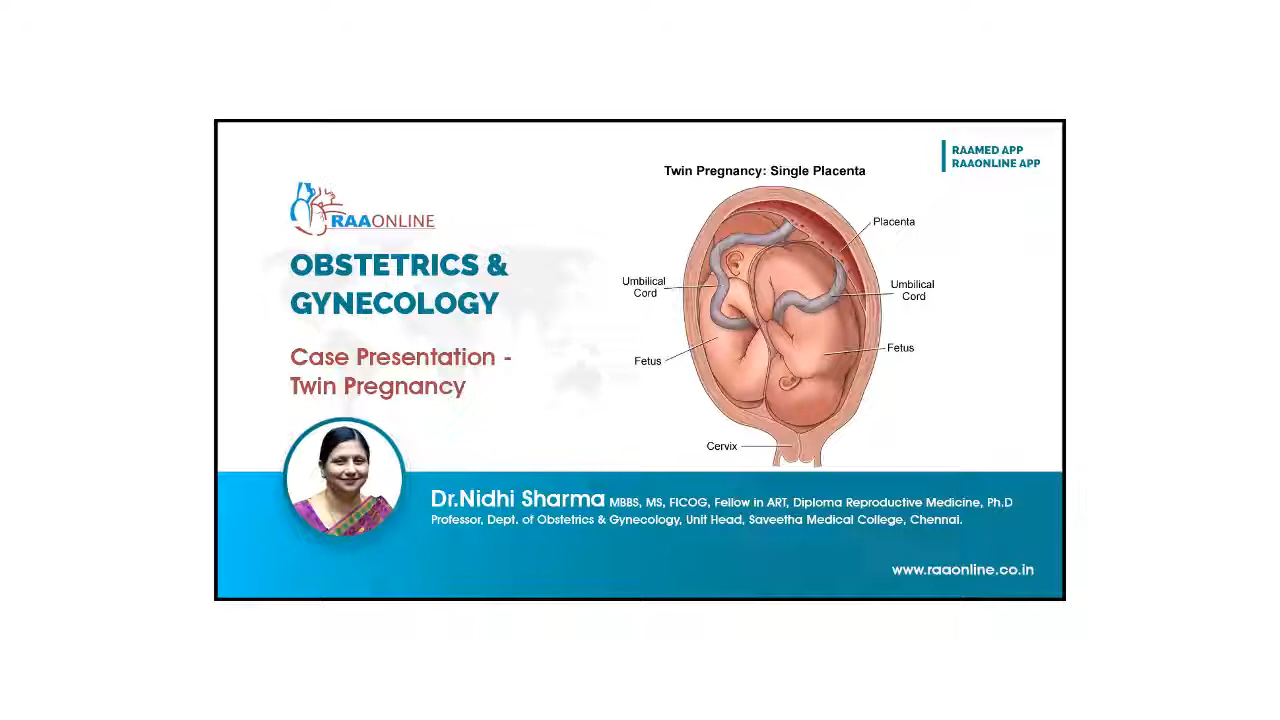 RAAMED APP
RAAONLINE APP
RAAONLINE
OBSTETRICS &
GYNECOLOGY
Case Presentation -
Twin Pregnancy
Twin Pregnancy: Single Placenta
Placenta
Umbilical
Cord
Umbilical
Cord
Fetus
Fetus
Cervix
Dr.Nidhi Sharma MBBS, MS, FICOG, Fellow in ART, Diploma Reproductive Medicine, Ph.D
Professor, Dept. of Obstetrics & Gynecology, Unit Head, Saveetha Medical College, Chennai.
www.raaonline.co.in